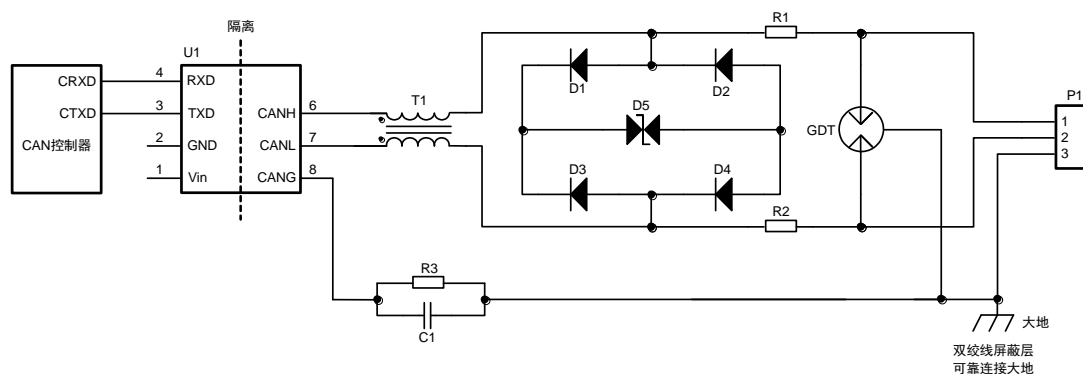 隔离
U1
CRXD
4
RXD
CTXD
3
TXD
CAN控制器
2
GND
1
Vin
CANH
6
CANL
7
CANG
8
T1
R1
D1
D2
D5
D3
D4
GDT
R2
P1
1
2
3
R3
C1
大地
双绞线屏蔽层
可靠连接大地